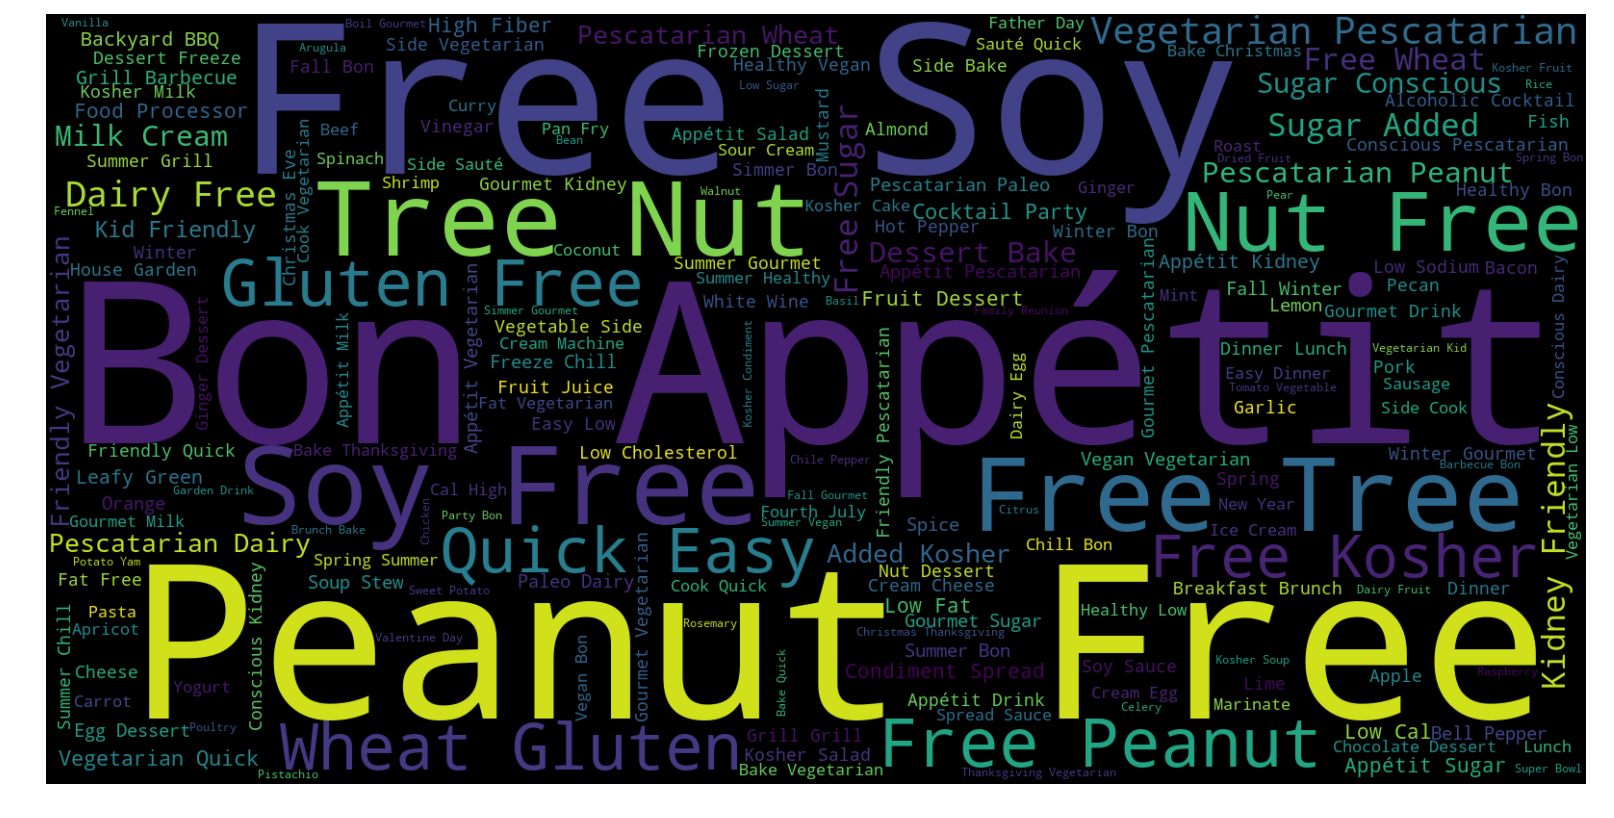 Free Soy
Bon Appétit
Peanut Free
Tree Nut
Nut Free
Soy Free
Free Tree
Gluten Free
Quick Easy
Wheat Gluten
Free Peanut
Free Kosher
Vegetarian Pescatarian
Dairy Free
Milk Cream
Sugar Conscious
Sugar Added
Pescatarian Peanut
Pescatarian Wheat
Free Wheat
Free Sugar
Dessert Bake
Pescatarian Dairy
Kidney Friendly
Friendly Vegetarian
Added Kosher
Condiment Spread
Vegetarian Quick
Vanilla
Backyard BBQ
Dessert Freeze
Grill Barbecue
Kosher Milk
Food Processor
Summer Grill
Fennel
Kid Friendly
Winter
House Garden
Boil Gourmet
High Fiber
Side Vegetarian
Arugula
Fall Bon
Curry
Vinegar
Beef
Spinach
Side Sauté
Shrimp
Gourmet Kidney
Christmas Eve
Cook Vegetarian
Pan Fry
Bean
Frozen Dessert
Healthy Vegan
Low Sugar
Appétit Salad
Sour Cream
Simmer Bon
Mustard
Walnut
Coconut
Father Day
Sauté Quick
Side Bake
Almond
Pescatarian Paleo
Kosher Cake
Cocktail Party
Hot Pepper
Ginger
Winter Bon
Bake Christmas
Kosher Fruit
Rice
Alcoholic Cocktail
Fish
Conscious Pescatarian
Roast
Dried Fruit
Spring Bon
Healthy Bon
Pear
Summer Gourmet
Summer Healthy
White Wine
Basil
Fruit Dessert
Appétit Pescatarian
Family Reunion
Appétit Kidney
Mint
Fall Winter
Lemon
Low Sodium
Bacon
Pecan
Gourmet Drink
Conscious Dairy
Gourmet Pescatarian
Ginger Dessert
Appétit Milk
Appétit Vegetarian
Simmer Gourmet
Vegetable Side
Cream Machine
Freeze Chill
Fruit Juice
Fat Vegetarian
Easy Low
Kosher Condiment
Friendly Pescatarian
Dairy Egg
Dinner Lunch
Easy Dinner
Tomato Vegetable
Garlic
Vegetarian Kid
Pork
Sausage
Side Cook
Friendly Quick
Bake Thanksgiving
Leafy Green
Garden Drink
Orange
Gourmet Milk
Low Cholesterol
Chile Pepper
Cal High
Party Bon
Chicken
Brunch Bake
Fall Gourmet
Fourth July
Summer Vegan
Spice
Citrus
Vegan Vegetarian
Spring
New Year
Ice Cream
Winter Gourmet
Barbecue Bon
Vegetarian Low
Chill Bon
Potato Yam
Fat Free
Pasta
Apricot
Cheese
Carrot
Yogurt
Egg Dessert
Poultry
Pistachio
Summer Chill
Conscious Kidney
Spring Summer
Soup Stew
Sweet Potato
Paleo Dairy
Valentine Day
Vegan Bon
Gourmet Vegetarian
Cook Quick
Rosemary
Bake Quick
Grill Grill
Kosher Salad
Bake Vegetarian
Nut Dessert
Cream Cheese
Low Fat
Gourmet Sugar
Christmas Thanksgiving
Summer Bon
Appétit Drink
Spread Sauce
Thanksgiving Vegetarian
Healthy Low
Soy Sauce
Cream Egg
Celery
Breakfast Brunch
Dairy Fruit
Dinner
Kosher Soup
Lime
Marinate
Apple
Raspberry
Low Cal
Bell Pepper
Chocolate Dessert
Lunch
Appétit Sugar
Super Bowl